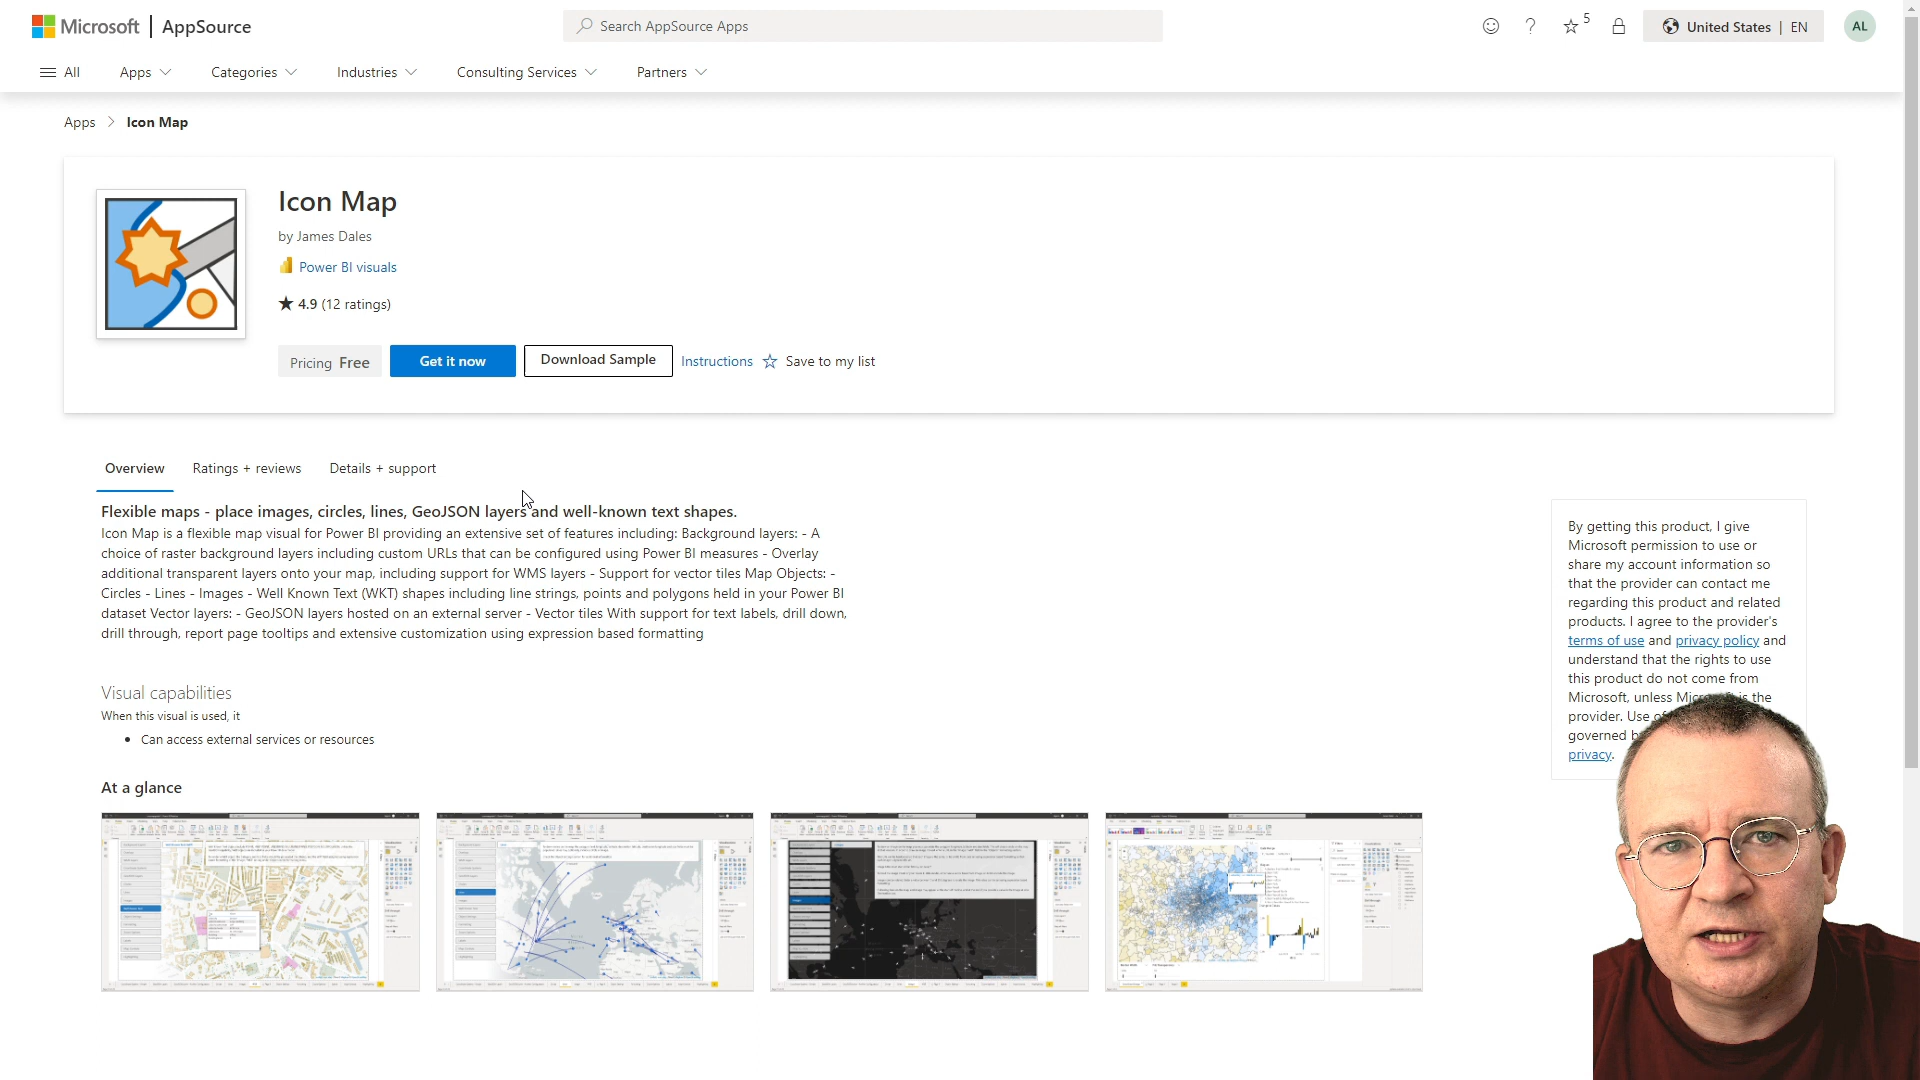 Microsoft | AppSource
Search AppSource Apps
5
United States | EN
AL
All
Apps
Categories
Industries
Consulting Services
Partners
Apps > Icon Map
Icon Map
by James Dales
Power BI visuals
★ 4.9 (12 ratings)
Pricing Free
Get it now
Download Sample
Instructions
Save to my list
Overview
Ratings + reviews
Details + support
Flexible maps - place images, circles, lines, GeoJSON layers and well-known text shapes.
Icon Map is a flexible map visual for Power BI providing an extensive set of features including: Background layers: - A
choice of raster background layers including custom URLs that can be configured using Power BI measures - Overlay
additional transparent layers onto your map, including support for WMS layers - Support for vector tiles Map Objects: -
Circles - Lines - Images - Well Known Text (WKT) shapes including line strings, points and polygons held in your Power BI
dataset Vector layers: - GeoJSON layers hosted on an external server - Vector tiles With support for text labels, drill down,
drill through, report page tooltips and extensive customization using expression based formatting
Visual capabilities
When this visual is used, it
• Can access external services or resources
At a glance
By getting this product, I give
Microsoft permission to use or
share my account information so
that the provider can contact me
regarding this product and related
products. I agree to the provider's
terms of use and privacy policy and
understand that the rights to use
this product do not come from
Microsoft, unless is the
provider. Use
governed
privacy.